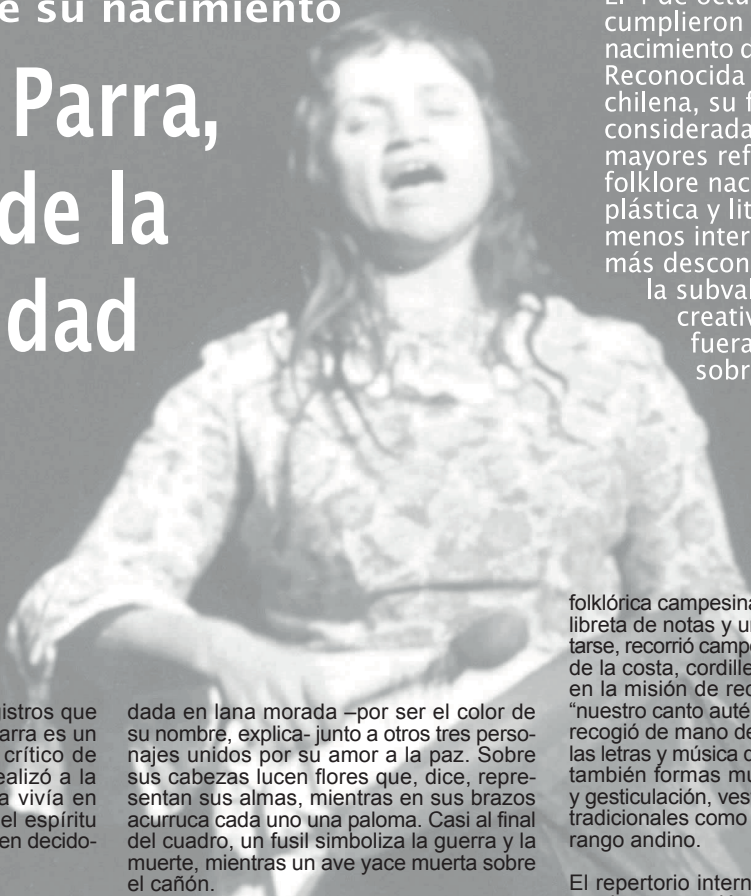 e su nacimiento
Parra,
de la
dad
cumplieron
nacimiento d
Reconocida
chilena, su f
considerada
mayores ref
folklore nac
plástica y lit
menos inter
más descon
la subval
creativ
fuera
sobr
gistros que
arra es un
crítico de
ealizó a la
a vivía en
el espíritu
en decido-
dada en lana morada –por ser el color de
su nombre, explica- junto a otros tres perso-
najes unidos por su amor a la paz. Sobre
sus cabezas lucen flores que, dice, repre-
sentan sus almas, mientras en sus brazos
acurruca cada uno una paloma. Casi al final
del cuadro, un fusil simboliza la guerra y la
muerte, mientras un ave yace muerta sobre
el cañón.
folklórica campesina
libreta de notas y un
tarse, recorrió campo
de la costa, cordille
en la misión de rec
“nuestro canto auté
recogió de mano de
las letras y música d
también formas mu
y gesticulación, vest
tradicionales como
rango andino.
El repertorio intern